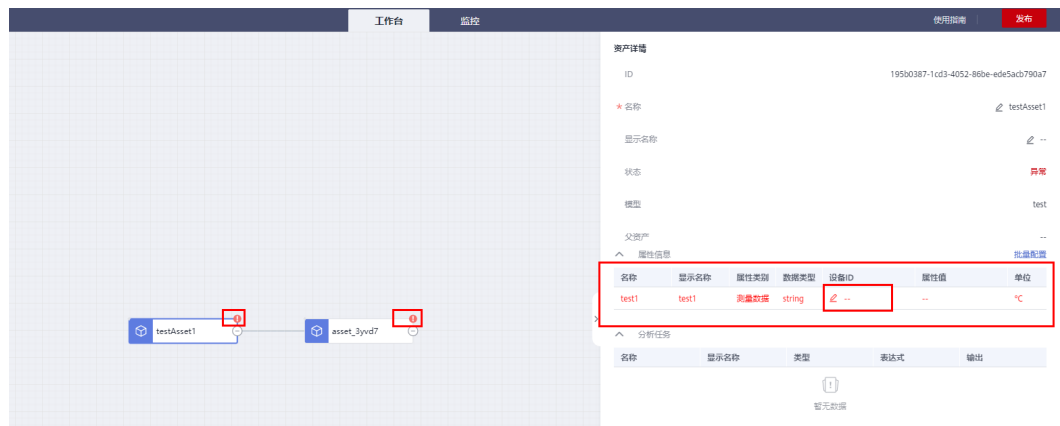 工作台 监控 使用指南 发布
资产详情
ID 195b0387-1cd3-4052-86be-ede5acb790a7
* 名称 testAsset1
显示名称 --
状态 异常
模型 test
父资产 --
属性信息 批量配置
名称 显示名称 属性类别 数据类型 设备ID 属性值 单位
test1 test1 测量数据 string -- -- °C
testAsset1 asset_3yvd7
分析任务
名称 显示名称 类型 表达式 输出
暂无数据